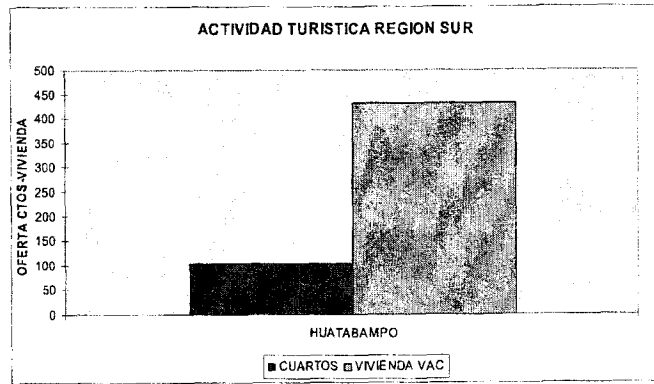 ACTIVIDAD TURISTICA REGION SUR
OFERTA CTOS-VIVIENDA
500
450
400
350
300
250
200
150
100
50
0
HUATABAMPO
CUARTOS VIVIENDA VAC